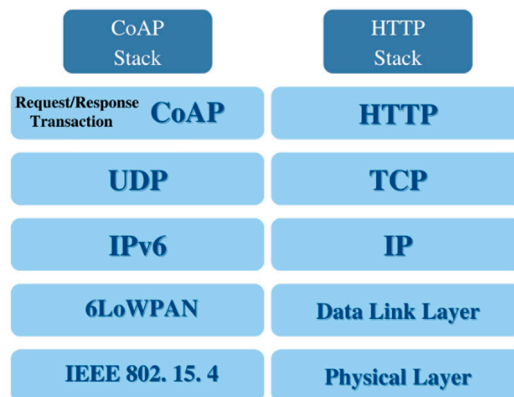 CoAP
Stack
HTTP
Stack
Request/Response
Transaction
CoAP
HTTP
UDP
TCP
IPv6
IP
6LoWPAN
Data Link Layer
IEEE 802. 15. 4
Physical Layer